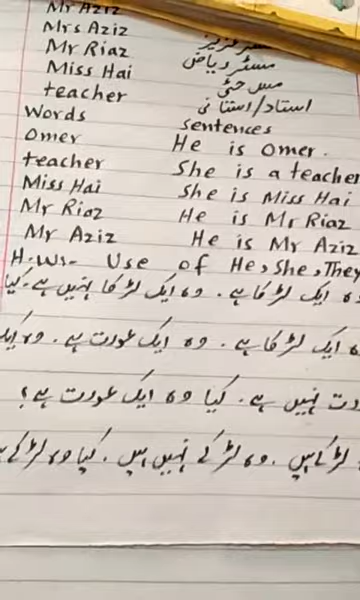 Mr Aziz
Mrs Aziz مسٹر عزیز
Mr Riaz مسٹر ریاض
Miss Hai مس حئی
teacher استاد/استانی
Words Sentences
Omer He is Omer.
teacher She is a teacher
Miss Hai She is Miss Hai
Mr Riaz He is Mr Riaz
Mr Aziz He is Mr Aziz
H.W:- Use of He, She, They
وہ ایک لڑکا ہے۔ وہ ایک لڑکا نہیں ہے۔ کیا
وہ ایک لڑکا ہے۔ وہ ایک عورت ہے۔ وہ ایک
نہیں ہے۔ کیا وہ ایک عورت ہے؟
لڑکے ہیں۔ وہ لڑکے نہیں ہیں۔ کیا وہ لڑکے